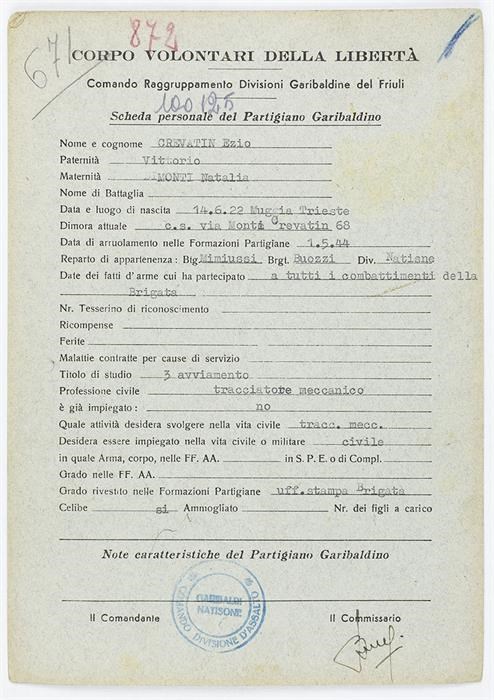 671
872
CORPO VOLONTARI DELLA LIBERTÀ
Comando Raggruppamento Divisioni Garibaldine del Friuli
100125
Scheda personale del Partigiano Garibaldino
Nome e cognome CREVATIN Ezio
Paternità Vittorio
Maternità MONTI Natalia
Nome di Battaglia
Data e luogo di nascita 14.6.22 Muggia Trieste
Dimora attuale c.s. via Monte Crevatin 68
Data di arruolamento nelle Formazioni Partigiane 1.5.44
Reparto di appartenenza: Btg. Mimiussi Brgt. Buozzi Div. Natisne
Date dei fatti d'arme cui ha partecipato a tutti i combattimenti della
Brigata
Nr. Tesserino di riconoscimento
Ricompense
Ferite
Malattie contratte per cause di servizio
Titolo di studio 3 avviamento
Professione civile tracciatore meccanico
è già impiegato: no
Quale attività desidera svolgere nella vita civile tracc. mecc.
Desidera essere impiegato nella vita civile o militare civile
in quale Arma, corpo, nelle FF. AA. in S. P. E. o di Compl.
Grado nelle FF. AA.
Grado rivestito nelle Formazioni Partigiane uff.stampa Brigata
Celibe si Ammogliato Nr. dei figli a carico
Note caratteristiche del Partigiano Garibaldino
COMANDO DIVISIONE D'ASSALTO
GARIBALDI
NATISONE
Il Comandante Il Commissario